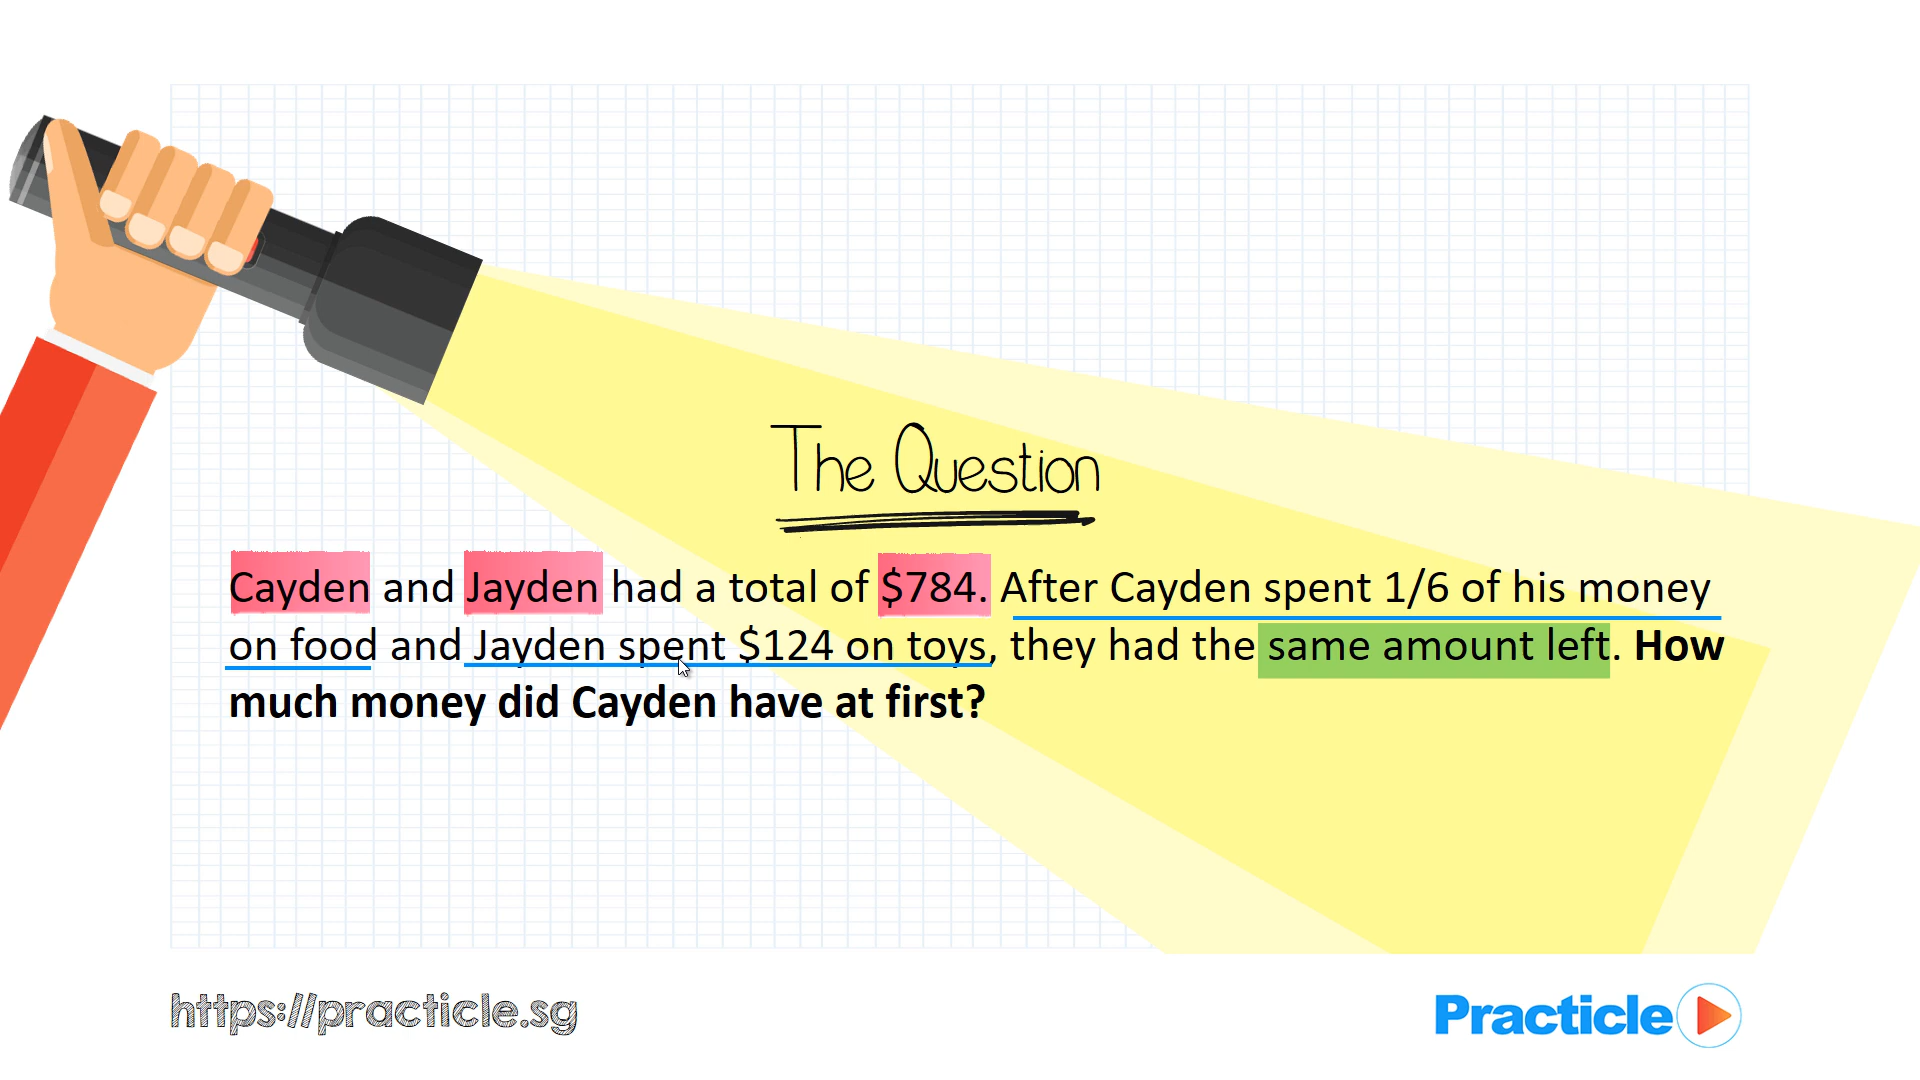 The Question
Cayden and Jayden had a total of $784. After Cayden spent 1/6 of his money
on food and Jayden spent $124 on toys, they had the same amount left. How
much money did Cayden have at first?
https://practicle.sg
Practicle